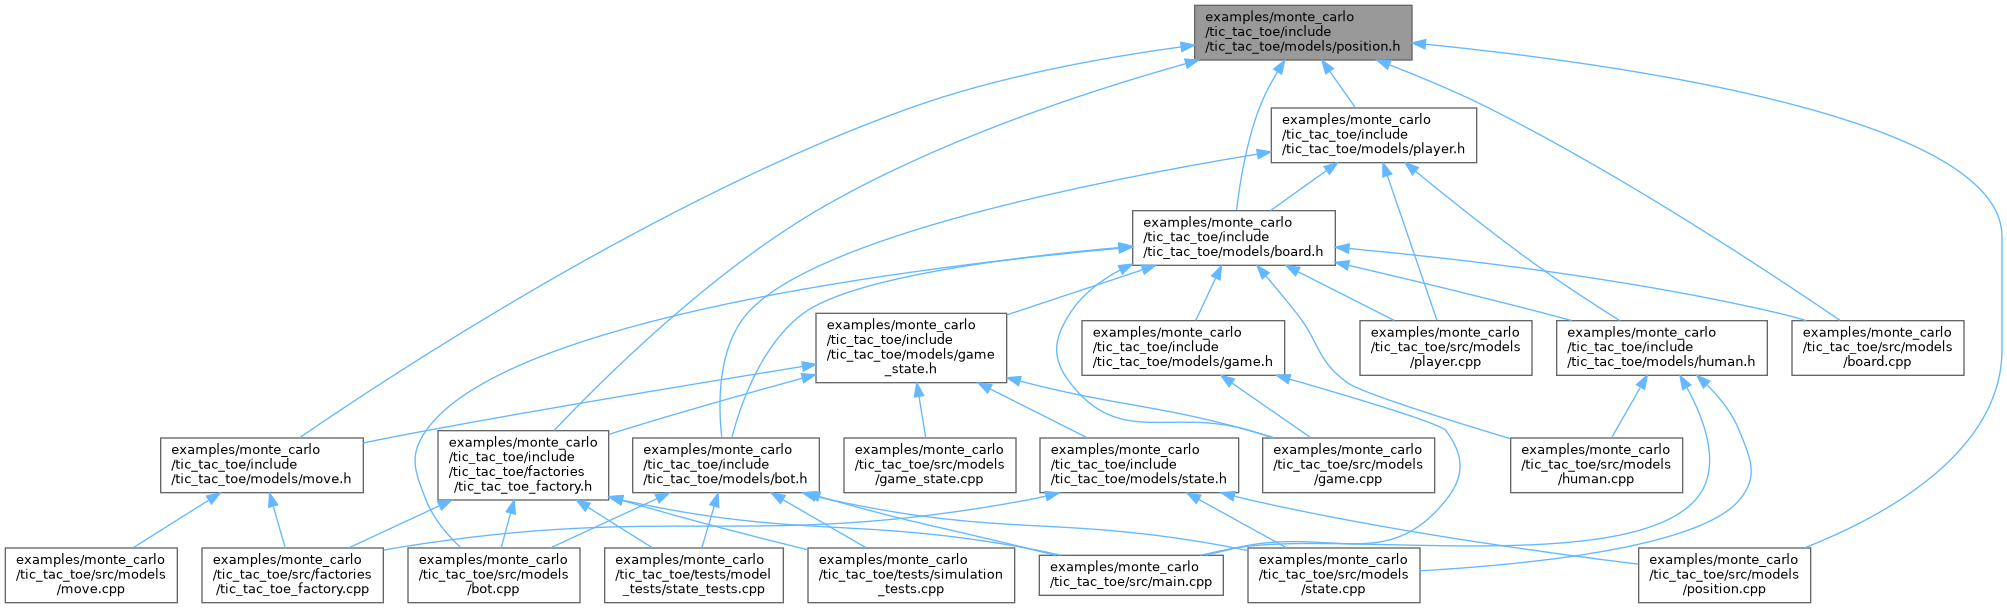 examples/monte_carlo
/tic_tac_toe/include
/tic_tac_toe/models/position.h
examples/monte_carlo
/tic_tac_toe/include
/tic_tac_toe/models/player.h
examples/monte_carlo
/tic_tac_toe/include
/tic_tac_toe/models/board.h
examples/monte_carlo
/tic_tac_toe/include
/tic_tac_toe/models/game
_state.h
examples/monte_carlo
/tic_tac_toe/include
/tic_tac_toe/models/game.h
examples/monte_carlo
/tic_tac_toe/src/models
/player.cpp
examples/monte_carlo
/tic_tac_toe/include
/tic_tac_toe/models/human.h
examples/monte_carlo
/tic_tac_toe/src/models
/board.cpp
examples/monte_carlo
/tic_tac_toe/include
/tic_tac_toe/models/move.h
examples/monte_carlo
/tic_tac_toe/include
/tic_tac_toe/factories
/tic_tac_toe_factory.h
examples/monte_carlo
/tic_tac_toe/include
/tic_tac_toe/models/bot.h
examples/monte_carlo
/tic_tac_toe/src/models
/game_state.cpp
examples/monte_carlo
/tic_tac_toe/include
/tic_tac_toe/models/state.h
examples/monte_carlo
/tic_tac_toe/src/models
/game.cpp
examples/monte_carlo
/tic_tac_toe/src/models
/human.cpp
examples/monte_carlo
/tic_tac_toe/src/models
/move.cpp
examples/monte_carlo
/tic_tac_toe/src/factories
/tic_tac_toe_factory.cpp
examples/monte_carlo
/tic_tac_toe/src/models
/bot.cpp
examples/monte_carlo
/tic_tac_toe/tests/model
_tests/state_tests.cpp
examples/monte_carlo
/tic_tac_toe/tests/simulation
_tests.cpp
examples/monte_carlo
/tic_tac_toe/src/main.cpp
examples/monte_carlo
/tic_tac_toe/src/models
/state.cpp
examples/monte_carlo
/tic_tac_toe/src/models
/position.cpp